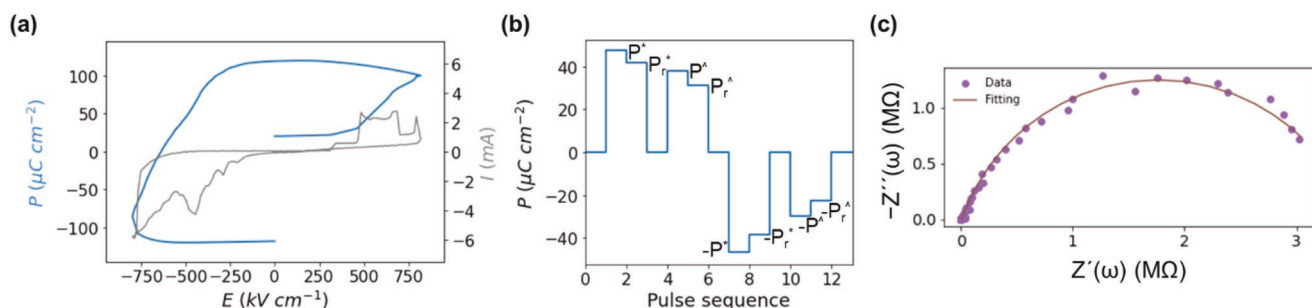 (a)
100
50
0
−50
−100
P (μC cm⁻²)
6
4
2
0
−2
−4
−6
I (mA)
−750 −500 −250 0 250 500 750
E (kV cm⁻¹)
(b)
40
20
0
−20
−40
P (μC cm⁻²)
P*
Pr*
P^
Pr^
-P*
-Pr*
-P^
-Pr^
0 2 4 6 8 10 12
Pulse sequence
(c)
Data
Fitting
1.0
0.5
0.0
−Z´´(ω) (MΩ)
0 1 2 3
Z´(ω) (MΩ)